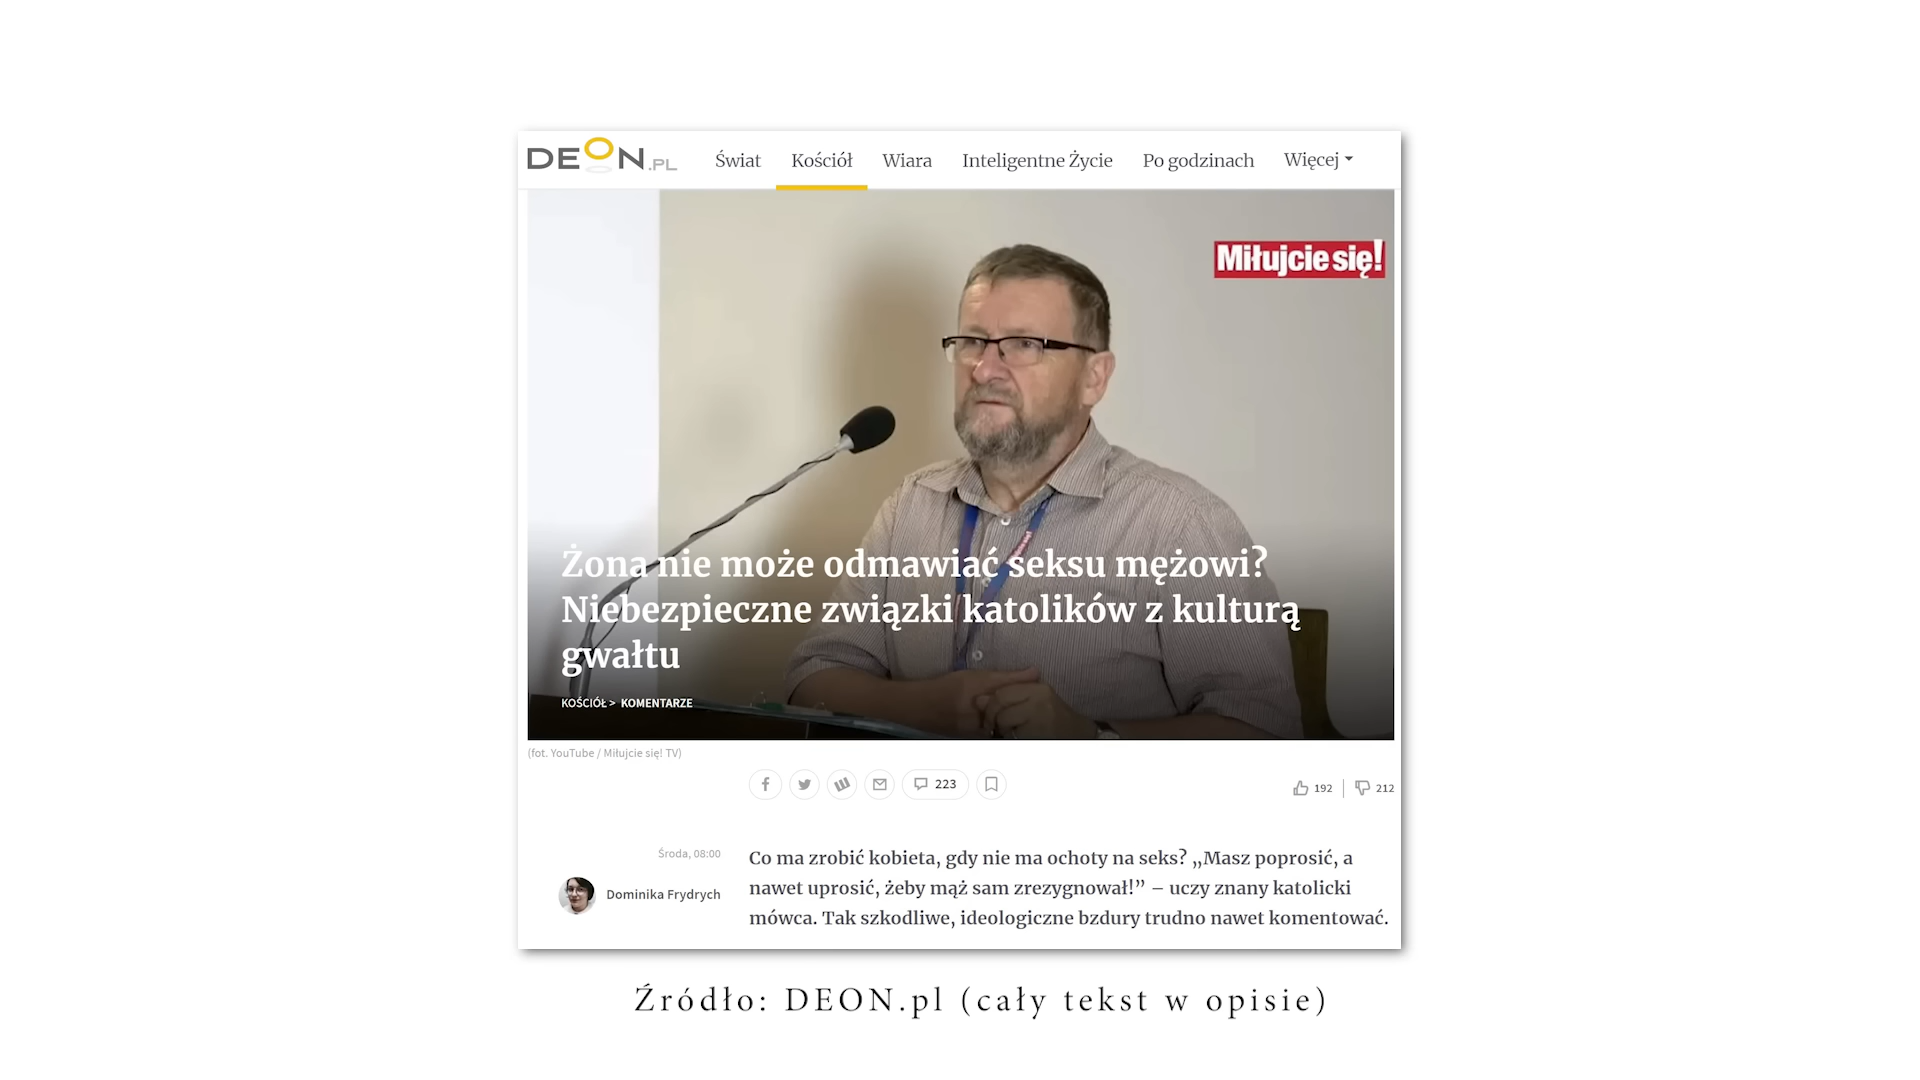 DEON.PL
Świat
Kościół
Wiara
Inteligentne Życie
Po godzinach
Więcej
Miłujcie się!
Żona nie może odmawiać seksu mężowi?
Niebezpieczne związki katolików z kulturą
gwałtu
KOŚCIÓŁ > KOMENTARZE
(fot. YouTube / Miłujcie się! TV)
223
192
212
Środa, 08:00
Dominika Frydrych
Co ma zrobić kobieta, gdy nie ma ochoty na seks? „Masz poprosić, a
nawet uprosić, żeby mąż sam zrezygnował!” – uczy znany katolicki
mówca. Tak szkodliwe, ideologiczne bzdury trudno nawet komentować.
Źródło: DEON.pl (cały tekst w opisie)